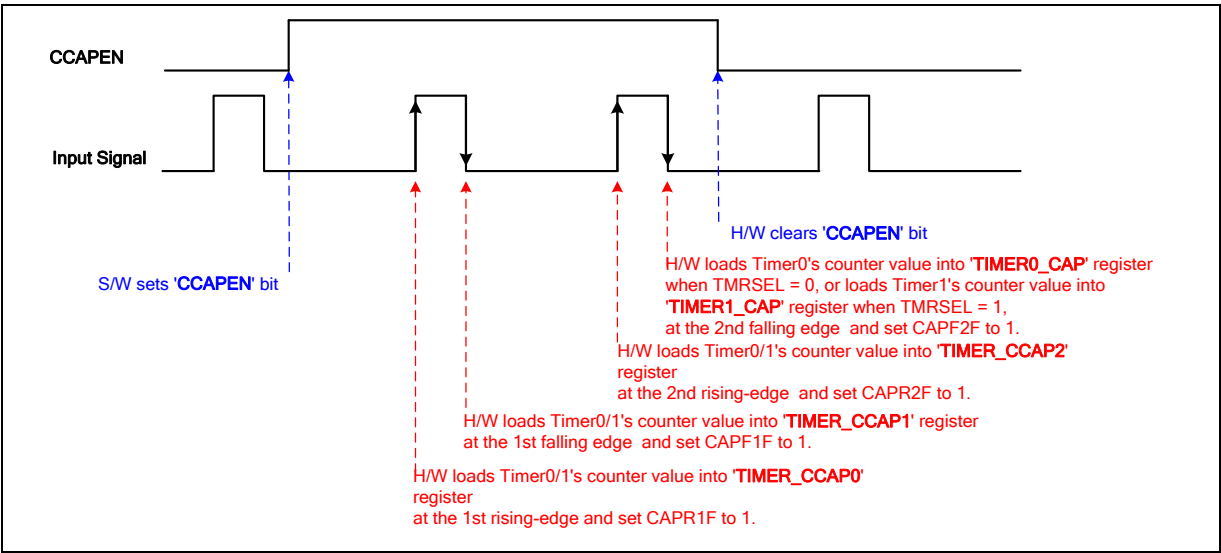 CCAPEN
Input Signal
H/W clears 'CCAPEN' bit
S/W sets 'CCAPEN' bit
H/W loads Timer0's counter value into 'TIMER0_CAP' register
when TMRSEL = 0, or loads Timer1's counter value into
'TIMER1_CAP' register when TMRSEL = 1,
at the 2nd falling edge and set CAPF2F to 1.
H/W loads Timer0/1's counter value into 'TIMER_CCAP2'
register
at the 2nd rising-edge and set CAPR2F to 1.
H/W loads Timer0/1's counter value into 'TIMER_CCAP1' register
at the 1st falling edge and set CAPF1F to 1.
H/W loads Timer0/1's counter value into 'TIMER_CCAP0'
register
at the 1st rising-edge and set CAPR1F to 1.